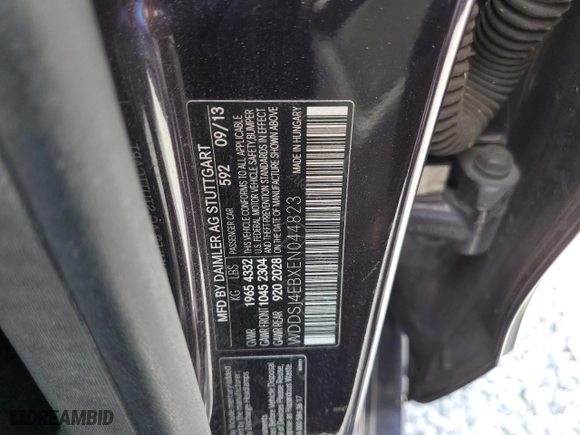 MFD BY DAIMLER AG STUTTGART
PASSENGER CAR 592 09/13
KG LBS
GVWR 1965 4332
GAWR FRONT 1045 2304
GAWR REAR 920 2028
THIS VEHICLE CONFORMS TO ALL APPLICABLE
U.S. FEDERAL MOTOR VEHICLE SAFETY, BUMPER
AND THEFT PREVENTION STANDARDS IN EFFECT
ON THE DATE OF MANUFACTURE SHOWN ABOVE
MADE IN HUNGARY
WDDSJ4EBXEN044823
DREAMBID